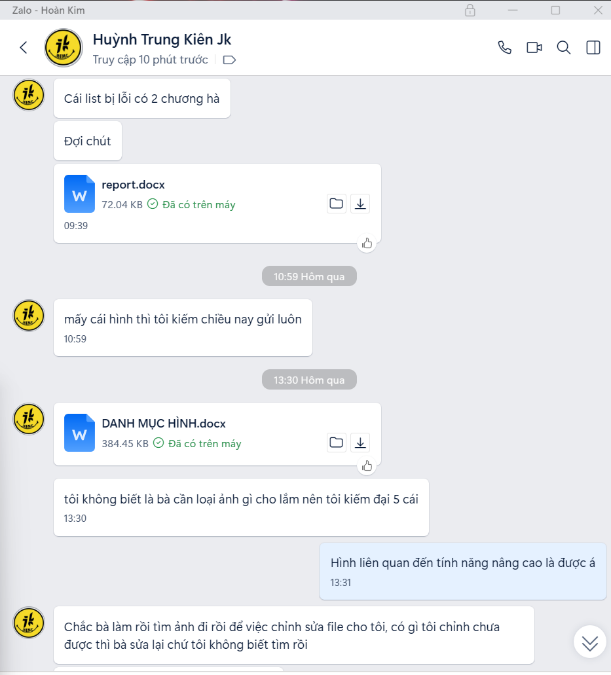 Zalo - Hoàn Kim
Huỳnh Trung Kiên Jk
Truy cập 10 phút trước
Cái list bị lỗi có 2 chương hà
Đợi chút
report.docx
72.04 KB Đã có trên máy
09:39
10:59 Hôm qua
mấy cái hình thì tôi kiếm chiều nay gửi luôn
10:59
13:30 Hôm qua
DANH MỤC HÌNH.docx
384.45 KB Đã có trên máy
tôi không biết là bà cần loại ảnh gì cho lắm nên tôi kiếm đại 5 cái
13:30
Hình liên quan đến tính năng nâng cao là được á
13:31
Chắc bà làm rồi tìm ảnh đi rồi để việc chỉnh sửa file cho tôi, có gì tôi chỉnh chưa
được thì bà sửa lại chứ tôi không biết tìm rồi